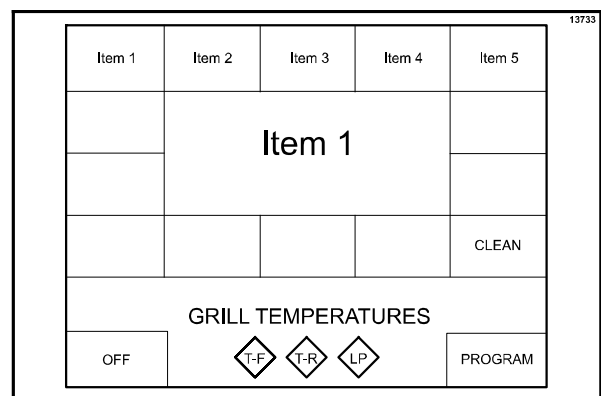 13733
Item 1 Item 2 Item 3 Item 4 Item 5
Item 1
CLEAN
GRILL TEMPERATURES
OFF T-F T-R LP PROGRAM